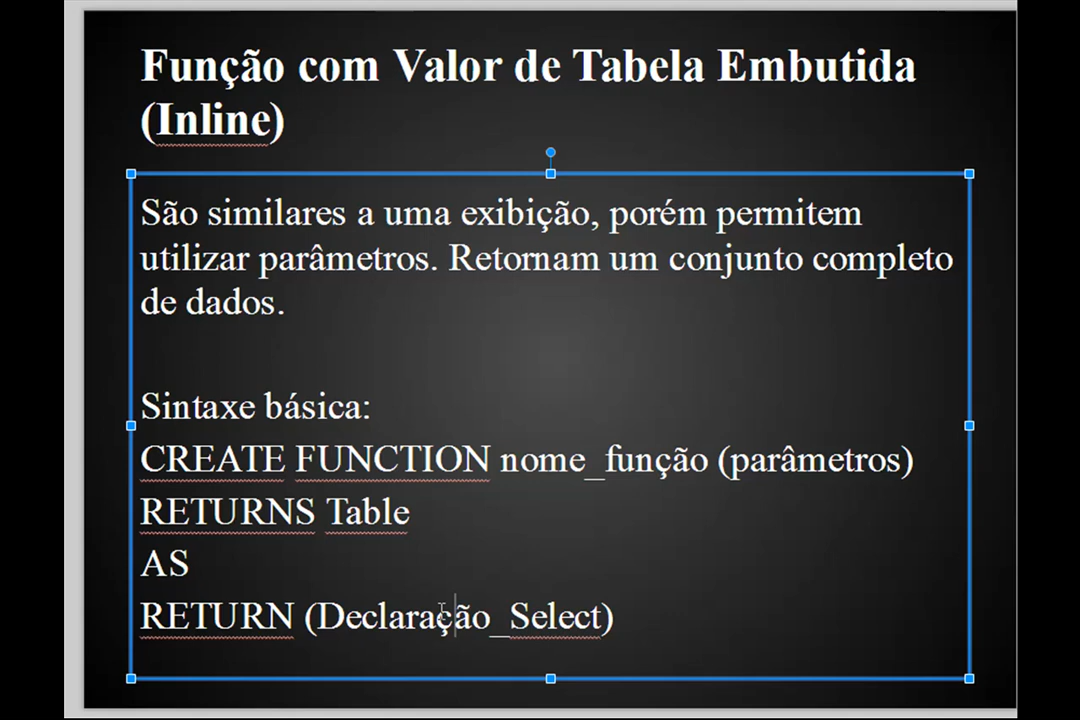 Função com Valor de Tabela Embutida
(Inline)
São similares a uma exibição, porém permitem
utilizar parâmetros. Retornam um conjunto completo
de dados.
Sintaxe básica:
CREATE FUNCTION nome_função (parâmetros)
RETURNS Table
AS
RETURN (Declaração_Select)